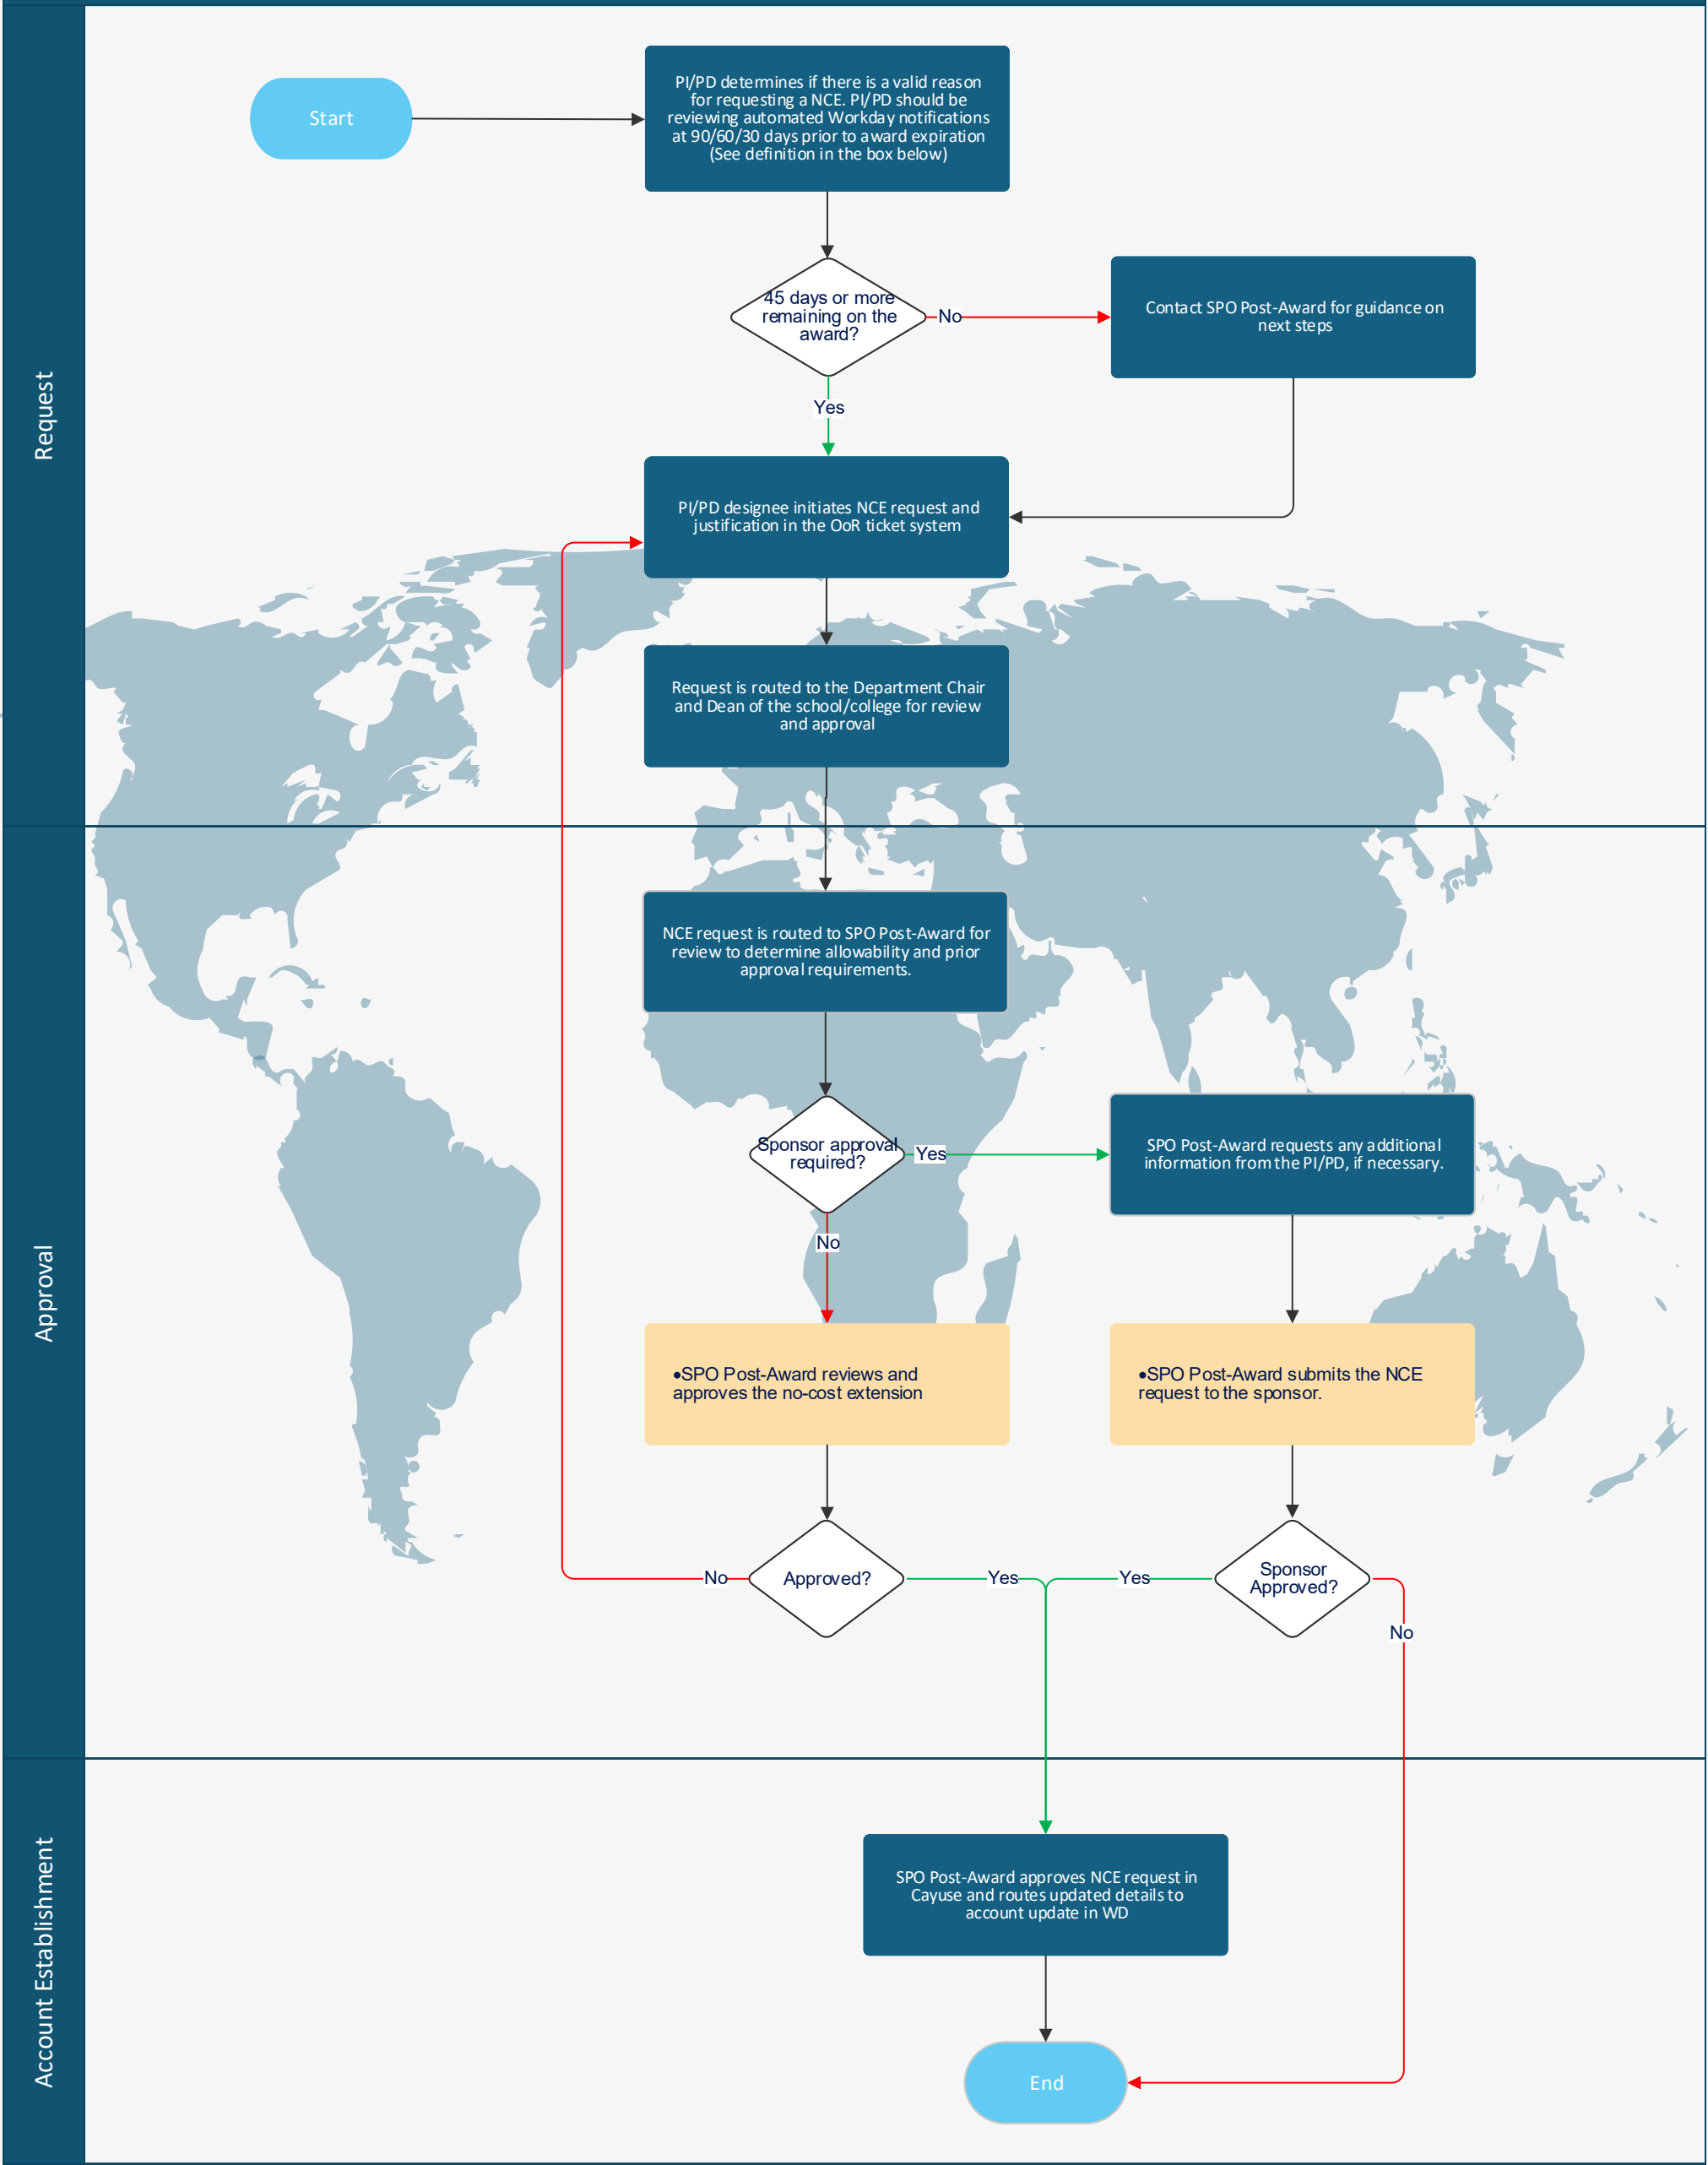 Request
Start
PI/PD determines if there is a valid reason
for requesting a NCE. PI/PD should be
reviewing automated Workday notifications
at 90/60/30 days prior to award expiration
(See definition in the box below)
45 days or more
remaining on the
award?
No
Contact SPO Post-Award for guidance on
next steps
Yes
PI/PD designee initiates NCE request and
justification in the OoR ticket system
Request is routed to the Department Chair
and Dean of the school/college for review
and approval
Approval
NCE request is routed to SPO Post-Award for
review to determine allowability and prior
approval requirements.
Sponsor approval
required?
Yes
SPO Post-Award requests any additional
information from the PI/PD, if necessary.
No
•SPO Post-Award reviews and
approves the no-cost extension
•SPO Post-Award submits the NCE
request to the sponsor.
No
Approved?
Yes
Yes
Sponsor
Approved?
No
Account Establishment
SPO Post-Award approves NCE request in
Cayuse and routes updated details to
account update in WD
End